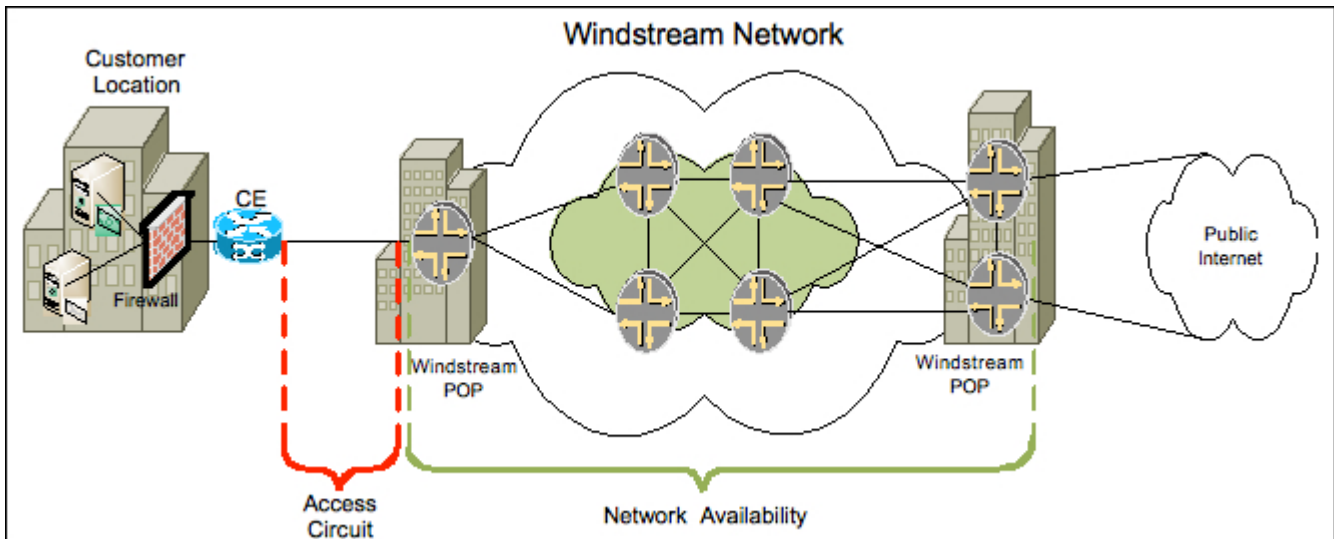 Windstream Network
Customer
Location
CE
Firewall
Windstream
POP
Windstream
POP
Public
Internet
Access
Circuit
Network Availability